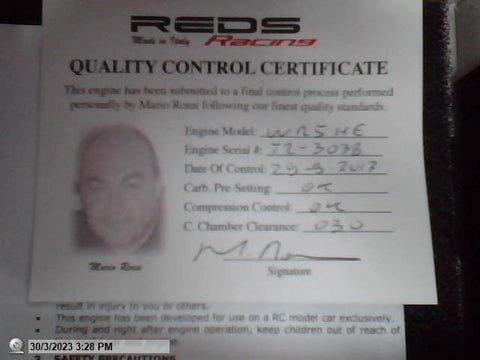 REDS
Made in Italy Racing
QUALITY CONTROL CERTIFICATE
This engine has been submitted to a final control process performed
personally by Mario Rossi following our finest quality standards.
Engine Model: WR5HE
Engine Serial #: T2-3038
Date Of Control: 29-9-2017
Carb. Pre-Setting: OK
Compression Control: OK
C. Chamber Clearance: 030
Mario Rossi
Signature
result in injury to you or others.
• This engine has been developed for use on a RC model car exclusively.
• During and right after engine operation, keep children out of reach of
30/3/2023 3:28 PM
SAFETY PRECAUTIONS